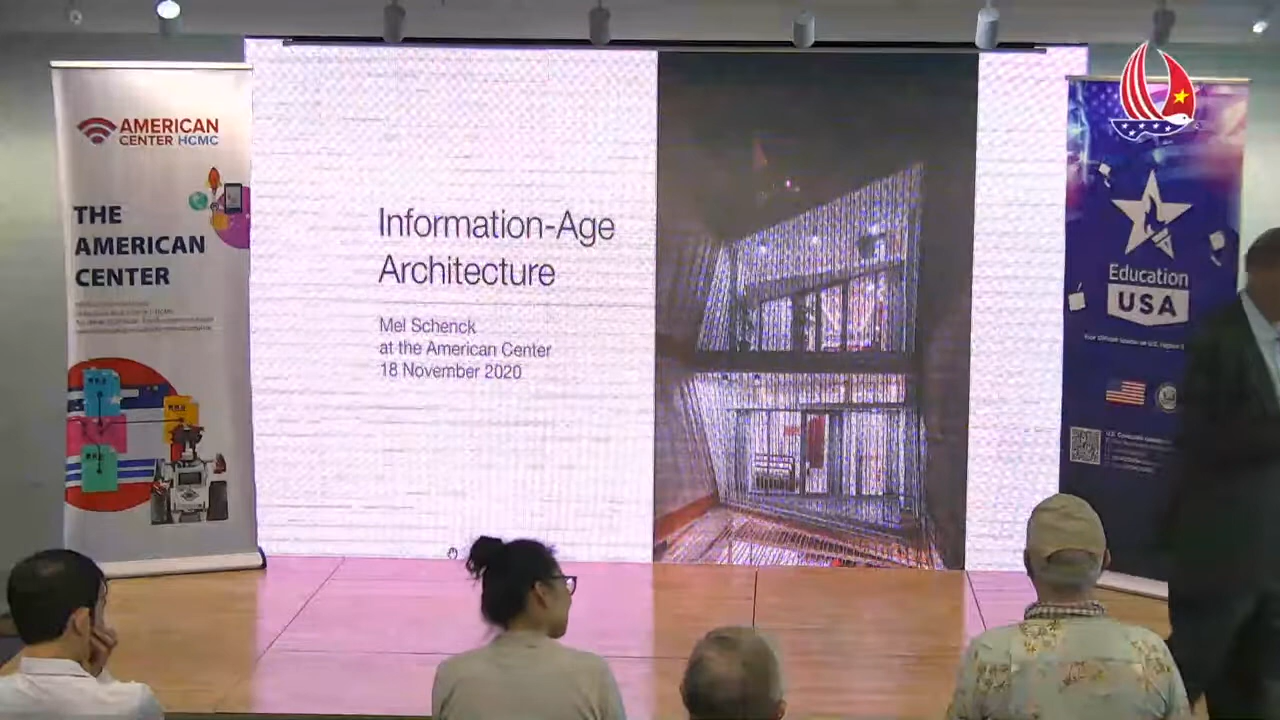 AMERICAN
CENTER HCMC
THE
AMERICAN
CENTER
Information-Age
Architecture
Mel Schenck
at the American Center
18 November 2020
Education
USA